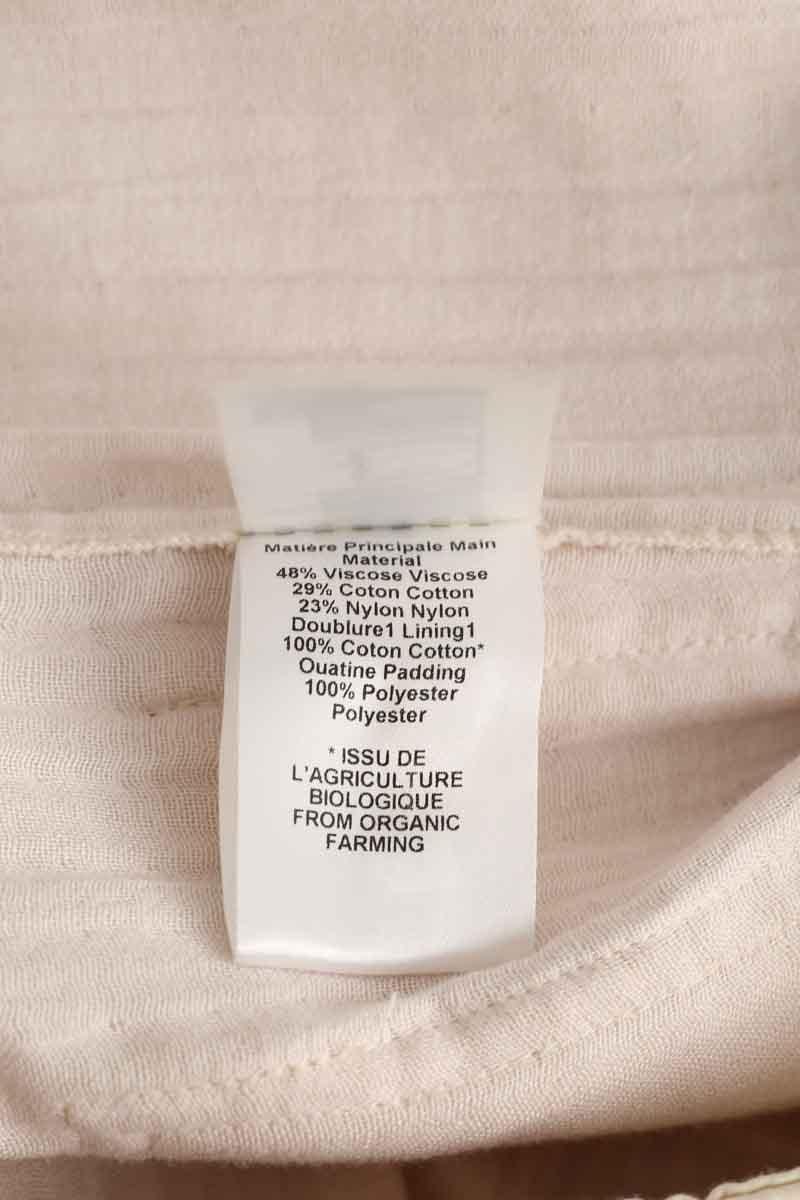 Matière Principale Main
Material
48% Viscose Viscose
29% Coton Cotton
23% Nylon Nylon
Doublure1 Lining1
100% Coton Cotton*
Ouatine Padding
100% Polyester
Polyester
* ISSU DE
L'AGRICULTURE
BIOLOGIQUE
FROM ORGANIC
FARMING